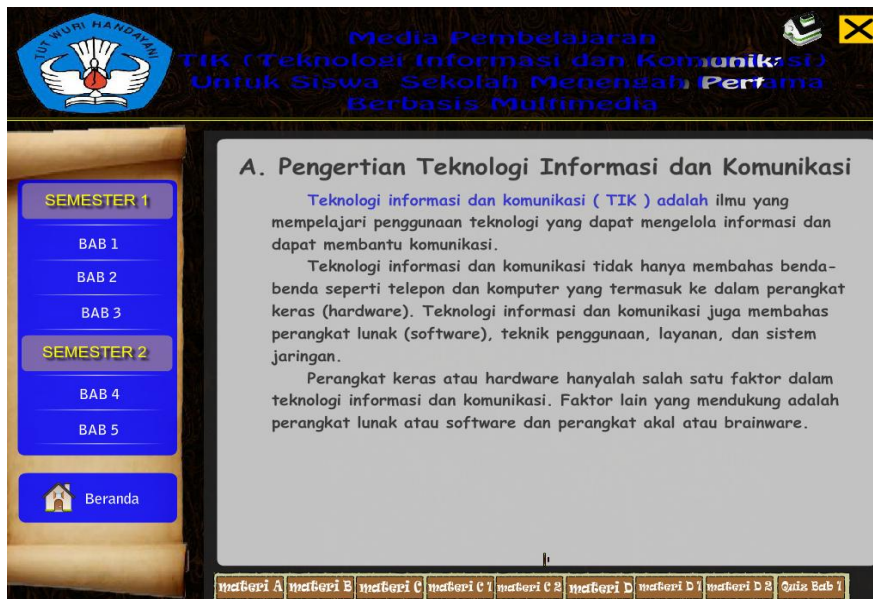 TUT WURI HANDAYANI
Media Pembelajaran
TIK (Teknologi Informasi dan Komunikasi)
Untuk Siswa Sekolah Menengah Pertama
Berbasis Multimedia
SEMESTER 1
BAB 1
BAB 2
BAB 3
SEMESTER 2
BAB 4
BAB 5
Beranda
A. Pengertian Teknologi Informasi dan Komunikasi
Teknologi informasi dan komunikasi ( TIK ) adalah ilmu yang
mempelajari penggunaan teknologi yang dapat mengelola informasi dan
dapat membantu komunikasi.
Teknologi informasi dan komunikasi tidak hanya membahas benda-
benda seperti telepon dan komputer yang termasuk ke dalam perangkat
keras (hardware). Teknologi informasi dan komunikasi juga membahas
perangkat lunak (software), teknik penggunaan, layanan, dan sistem
jaringan.
Perangkat keras atau hardware hanyalah salah satu faktor dalam
teknologi informasi dan komunikasi. Faktor lain yang mendukung adalah
perangkat lunak atau software dan perangkat akal atau brainware.
materi A materi B materi C materi C 1 materi C 2 materi D materi D 1 materi D 2 Quiz Bab 1